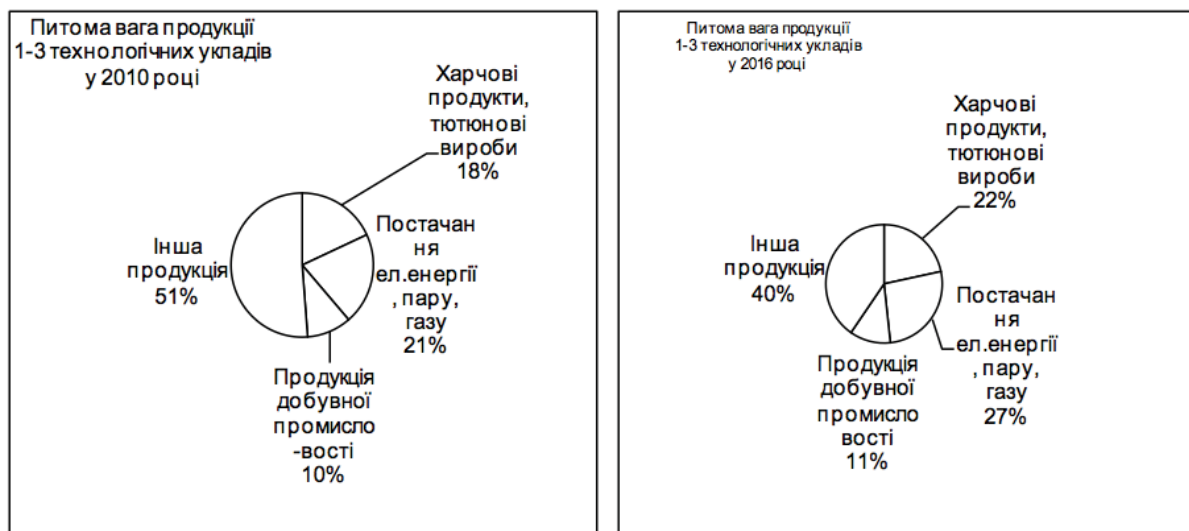 Питома вага продукції
1-3 технологічних укладів
у 2010 році
Харчові
продукти,
тютюнові
вироби
18%
Постачан
ня
ел.енергії
, пару,
газу
21%
Продукція
добувної
промисло
-вості
10%
Інша
продукція
51%
Питома вага продукції
1-3 технологічних укладів
у 2016 році
Харчові
продукти,
тютюнові
вироби
22%
Постачан
ня
ел.енергії
, пару,
газу
27%
Продукція
добувної
промисло
вості
11%
Інша
продукція
40%